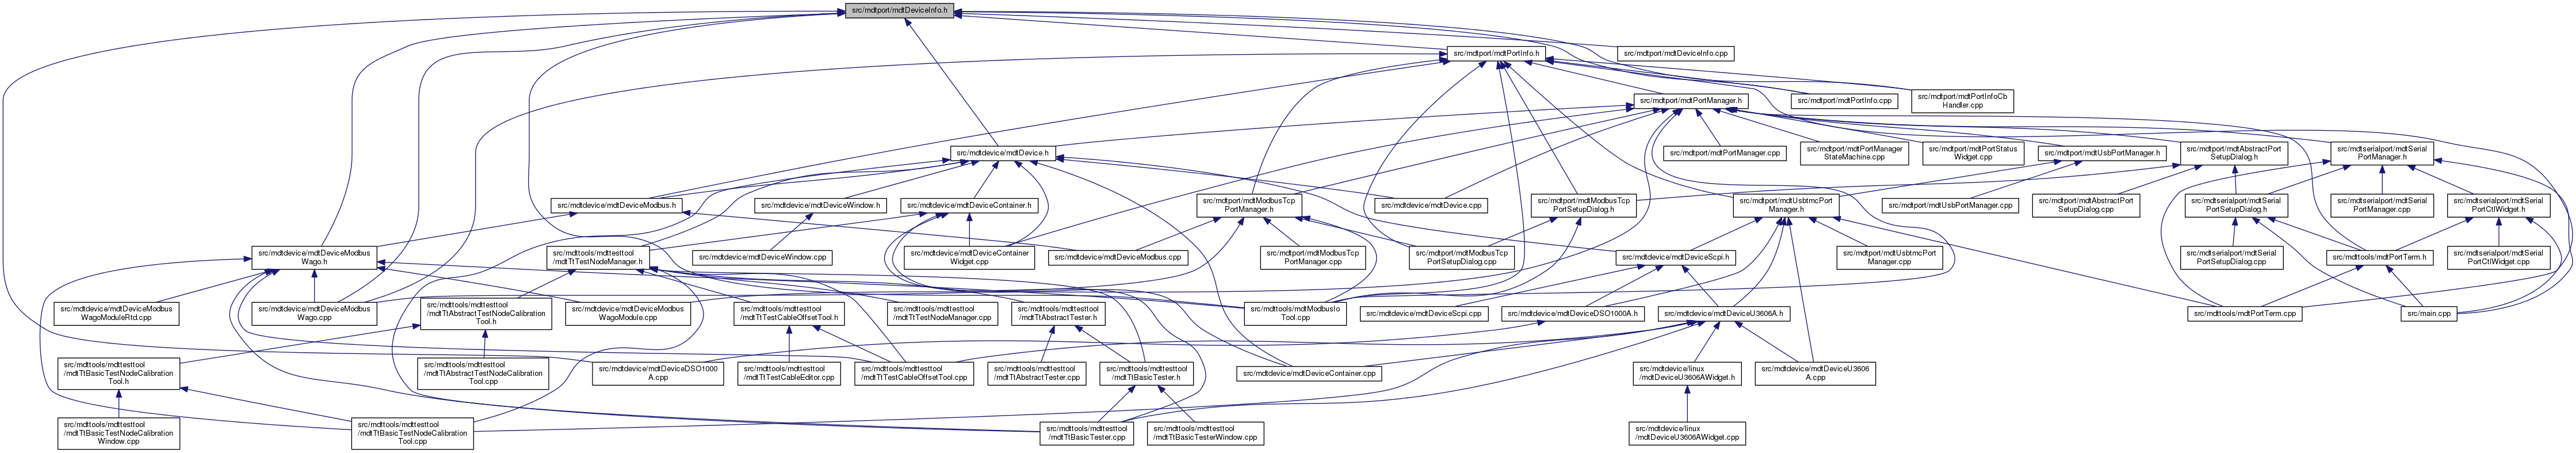 src/mdtport/mdtDeviceInfo.h
src/mdtport/mdtPortInfo.h
src/mdtport/mdtDeviceInfo.cpp
src/mdtport/mdtPortManager.h
src/mdtport/mdtPortInfo.cpp
src/mdtport/mdtPortInfoCb
Handler.cpp
src/mdtdevice/mdtDevice.h
src/mdtport/mdtPortManager.cpp
src/mdtport/mdtPortManager
StateMachine.cpp
src/mdtport/mdtPortStatus
Widget.cpp
src/mdtport/mdtUsbPortManager.h
src/mdtport/mdtAbstractPort
SetupDialog.h
src/mdtserialport/mdtSerial
PortManager.h
src/mdtdevice/mdtDeviceModbus.h
src/mdtdevice/mdtDeviceWindow.h
src/mdtdevice/mdtDeviceContainer.h
src/mdtport/mdtModbusTcp
PortManager.h
src/mdtdevice/mdtDevice.cpp
src/mdtport/mdtModbusTcp
PortSetupDialog.h
src/mdtport/mdtUsbtmcPort
Manager.h
src/mdtport/mdtUsbPortManager.cpp
src/mdtport/mdtAbstractPort
SetupDialog.cpp
src/mdtserialport/mdtSerial
PortSetupDialog.h
src/mdtserialport/mdtSerial
PortManager.cpp
src/mdtserialport/mdtSerial
PortCtlWidget.h
src/mdtdevice/mdtDeviceModbus
Wago.h
src/mdttools/mdttesttool
/mdtTtTestNodeManager.h
src/mdtdevice/mdtDeviceWindow.cpp
src/mdtdevice/mdtDeviceContainer
Widget.cpp
src/mdtdevice/mdtDeviceModbus.cpp
src/mdtport/mdtModbusTcp
PortManager.cpp
src/mdtport/mdtModbusTcp
PortSetupDialog.cpp
src/mdtdevice/mdtDeviceScpi.h
src/mdtport/mdtUsbtmcPort
Manager.cpp
src/mdtserialport/mdtSerial
PortSetupDialog.cpp
src/mdttools/mdtPortTerm.h
src/mdtserialport/mdtSerial
PortCtlWidget.cpp
src/mdtdevice/mdtDeviceModbus
WagoModuleRtd.cpp
src/mdtdevice/mdtDeviceModbus
Wago.cpp
src/mdttools/mdttesttool
/mdtTtAbstractTestNodeCalibration
Tool.h
src/mdtdevice/mdtDeviceModbus
WagoModule.cpp
src/mdttools/mdttesttool
/mdtTtTestCableOffsetTool.h
src/mdttools/mdttesttool
/mdtTtTestNodeManager.cpp
src/mdttools/mdttesttool
/mdtTtAbstractTester.h
src/mdttools/mdtModbusIo
Tool.cpp
src/mdtdevice/mdtDeviceScpi.cpp
src/mdtdevice/mdtDeviceDSO1000A.h
src/mdtdevice/mdtDeviceU3606A.h
src/mdttools/mdtPortTerm.cpp
src/main.cpp
src/mdttools/mdttesttool
/mdtTtBasicTestNodeCalibration
Tool.h
src/mdttools/mdttesttool
/mdtTtAbstractTestNodeCalibration
Tool.cpp
src/mdtdevice/mdtDeviceDSO1000
A.cpp
src/mdttools/mdttesttool
/mdtTtTestCableEditor.cpp
src/mdttools/mdttesttool
/mdtTtTestCableOffsetTool.cpp
src/mdttools/mdttesttool
/mdtTtAbstractTester.cpp
src/mdttools/mdttesttool
/mdtTtBasicTester.h
src/mdtdevice/mdtDeviceContainer.cpp
src/mdtdevice/linux
/mdtDeviceU3606AWidget.h
src/mdtdevice/mdtDeviceU3606
A.cpp
src/mdttools/mdttesttool
/mdtTtBasicTestNodeCalibration
Window.cpp
src/mdttools/mdttesttool
/mdtTtBasicTestNodeCalibration
Tool.cpp
src/mdttools/mdttesttool
/mdtTtBasicTester.cpp
src/mdttools/mdttesttool
/mdtTtBasicTesterWindow.cpp
src/mdtdevice/linux
/mdtDeviceU3606AWidget.cpp